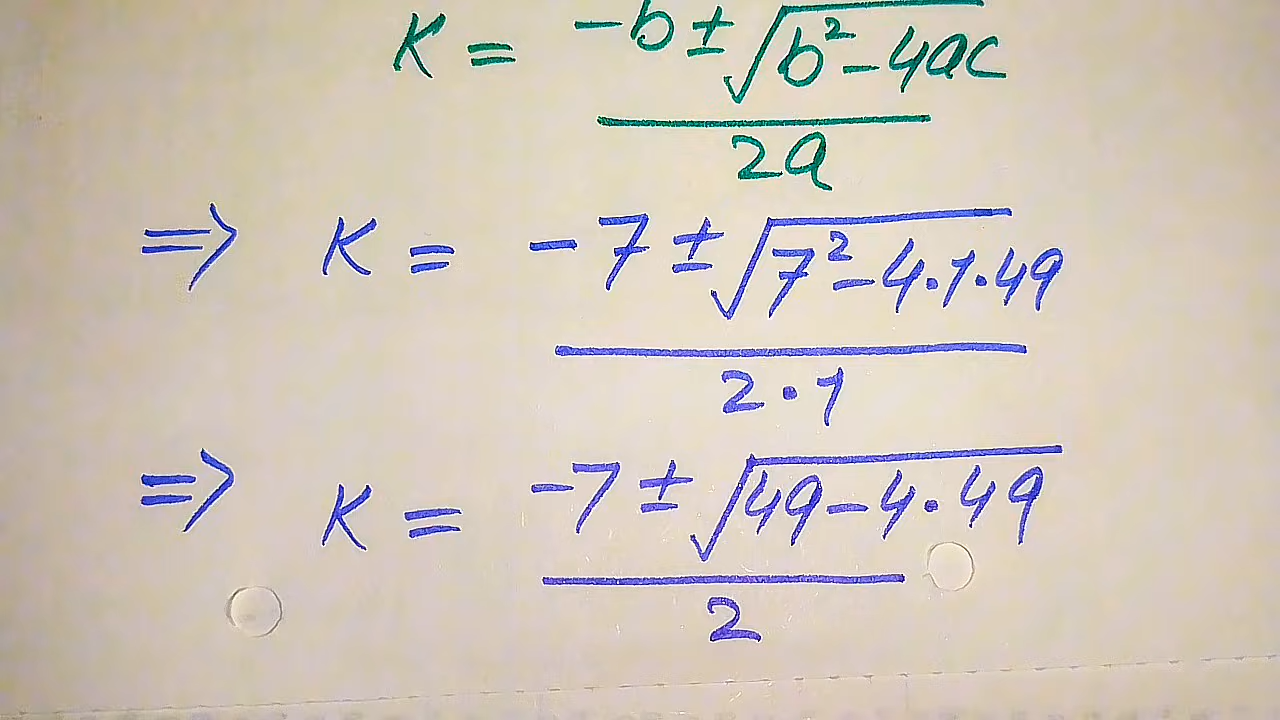 K = -b ± √b² - 4ac
2a
⇒ K = -7 ± √7² - 4·1·49
2·1
⇒ K = -7 ± √49 - 4·49
2